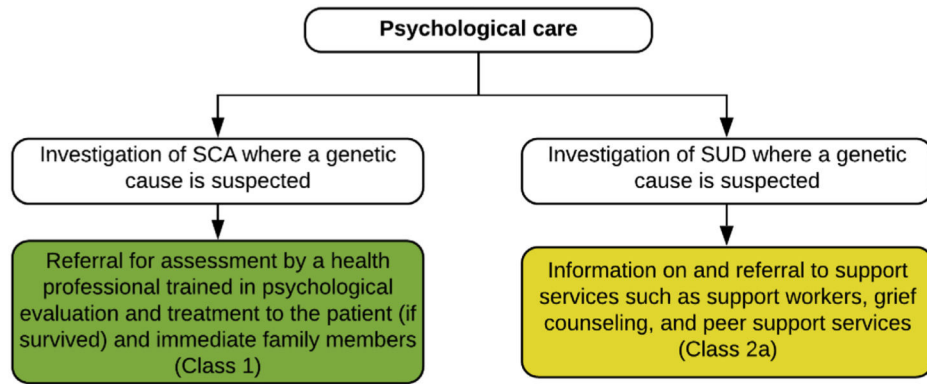 Psychological care
Investigation of SCA where a genetic
cause is suspected
Investigation of SUD where a genetic
cause is suspected
Referral for assessment by a health
professional trained in psychological
evaluation and treatment to the patient (if
survived) and immediate family members
(Class 1)
Information on and referral to support
services such as support workers, grief
counseling, and peer support services
(Class 2a)